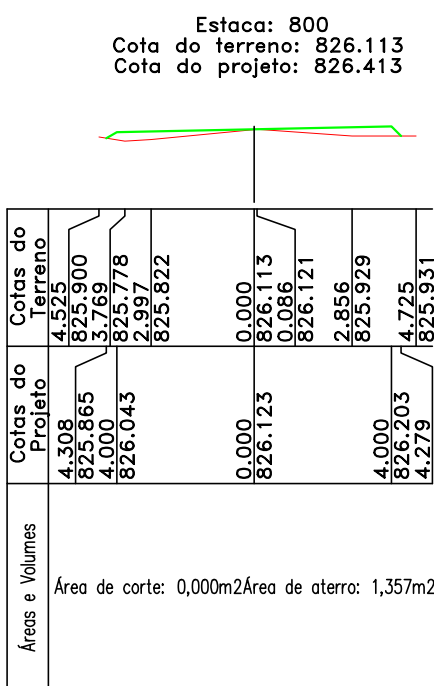 Estaca: 800
Cota do terreno: 826.113
Cota do projeto: 826.413
Cotas do
Terreno
4.525
825.900
3.769
825.778
2.997
825.822
0.000
826.113
0.086
826.121
2.856
825.929
4.725
825.931
Cotas do
Projeto
4.308
825.865
4.000
826.043
0.000
826.123
4.000
826.203
4.279
Áreas e Volumes
Área de corte: 0,000m2Área de aterro: 1,357m2